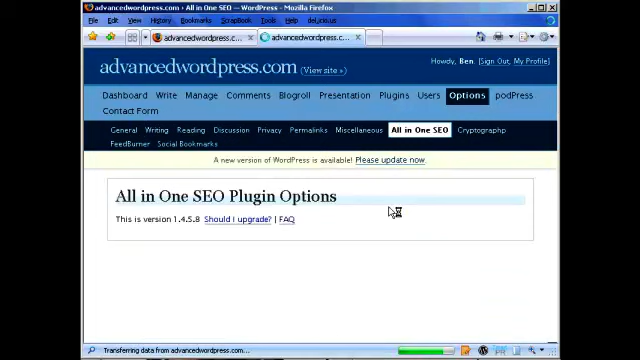 advancedwordpress.com › All in One SEO — WordPress - Mozilla Firefox
File Edit View History Bookmarks ScrapBook Tools Help del.icio.us
advancedwordpress.c... advancedwordpress.com ...
advancedwordpress.com (View site »)
Howdy, Ben. [Sign Out, My Profile]
Dashboard Write Manage Comments Blogroll Presentation Plugins Users Options podPress
Contact Form
General Writing Reading Discussion Privacy Permalinks Miscellaneous All in One SEO Cryptographp
FeedBurner Social Bookmarks
A new version of WordPress is available! Please update now.
All in One SEO Plugin Options
This is version 1.4.5.8 Should I upgrade? | FAQ
Transferring data from advancedwordpress.com...